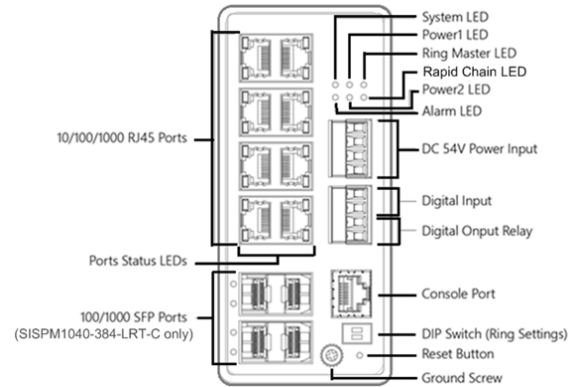 System LED
Power1 LED
Ring Master LED
Rapid Chain LED
Power2 LED
Alarm LED
10/100/1000 RJ45 Ports
DC 54V Power Input
Digital Input
Digital Onput Relay
Ports Status LEDs
Console Port
100/1000 SFP Ports
(SISPM1040-384-LRT-C only)
DIP Switch (Ring Settings)
Reset Button
Ground Screw